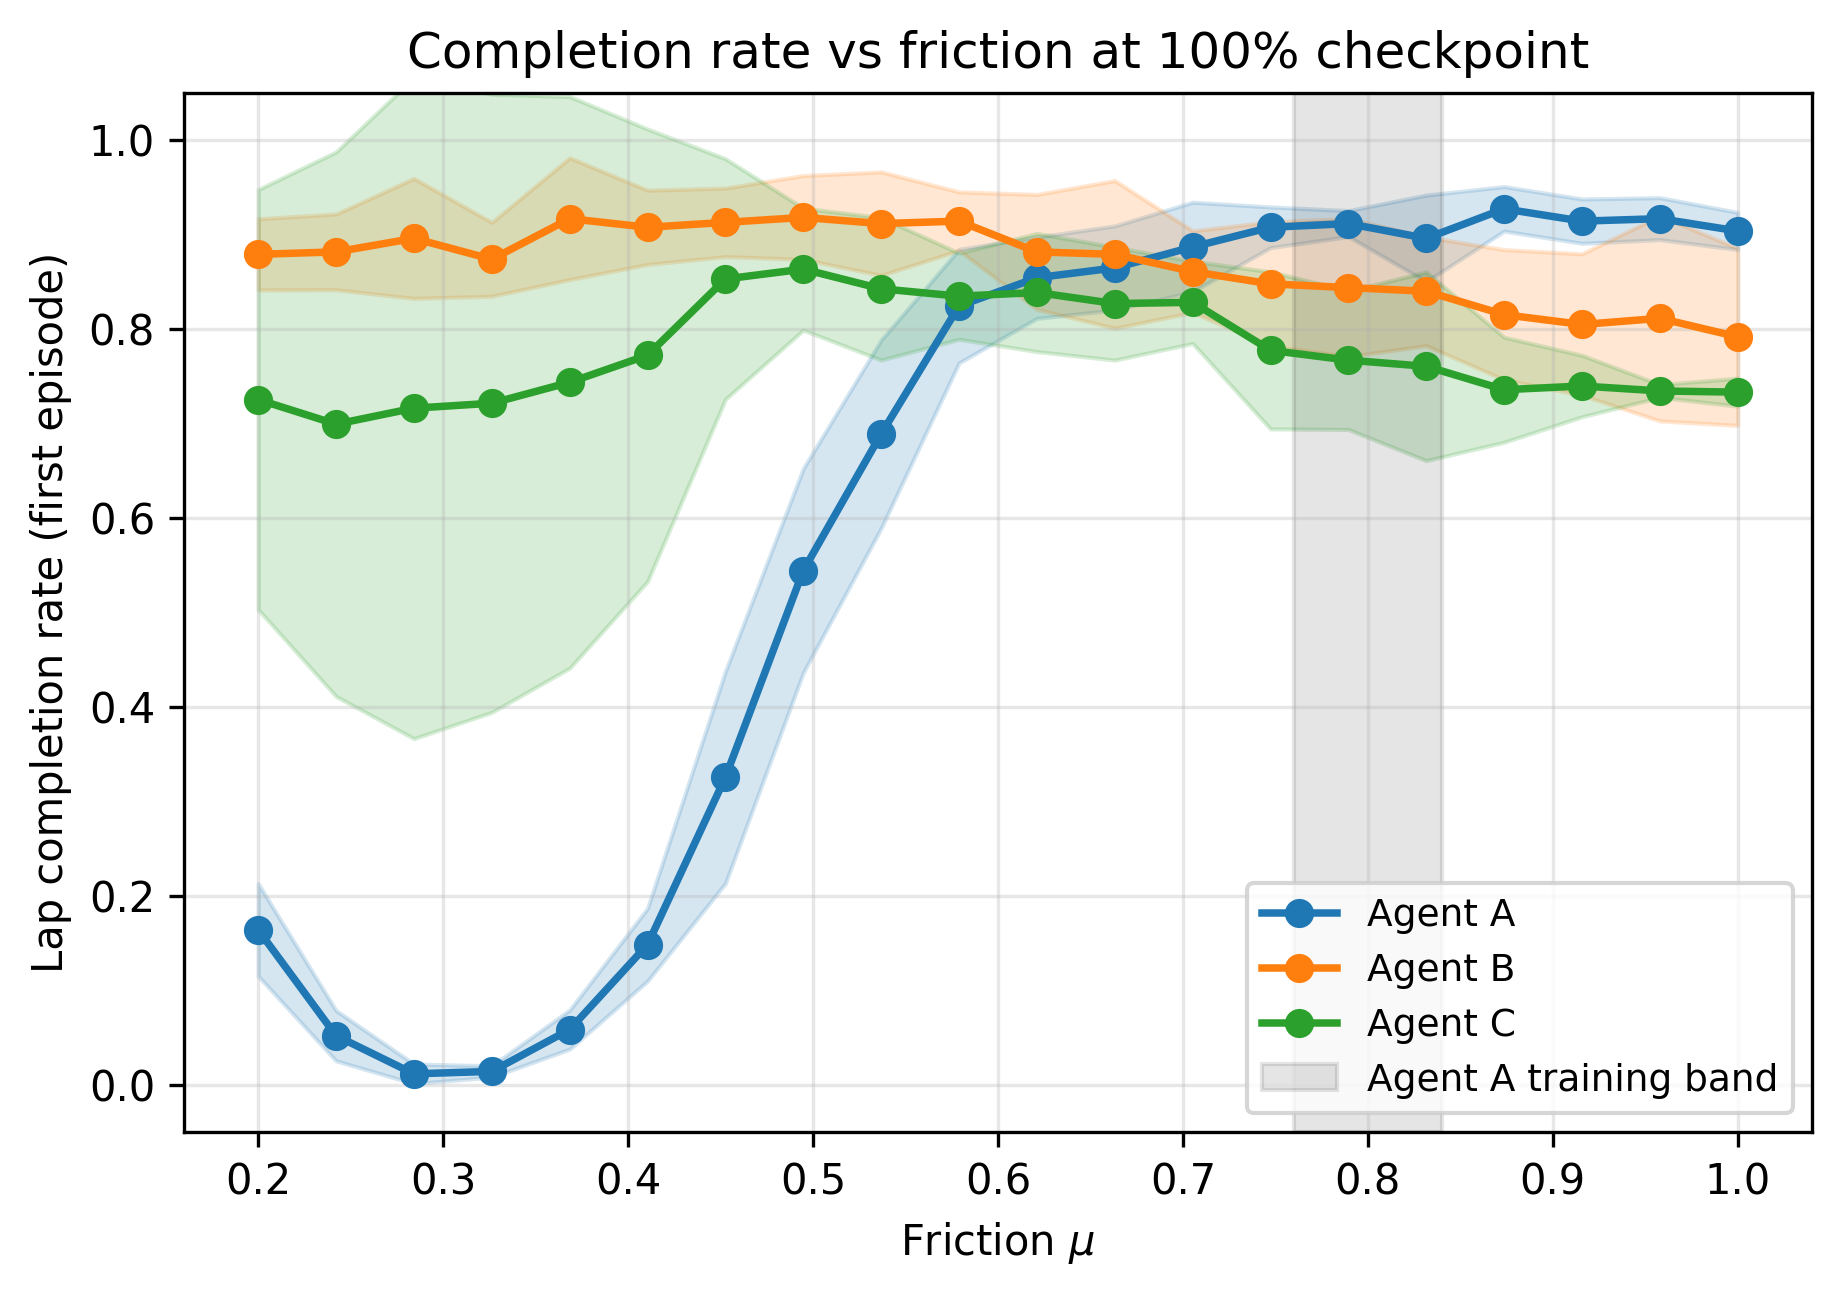 Completion rate vs friction at 100% checkpoint
Lap completion rate (first episode)
1.0
0.8
0.6
0.4
0.2
0.0
0.2 0.3 0.4 0.5 0.6 0.7 0.8 0.9 1.0
Friction μ
Agent A
Agent B
Agent C
Agent A training band